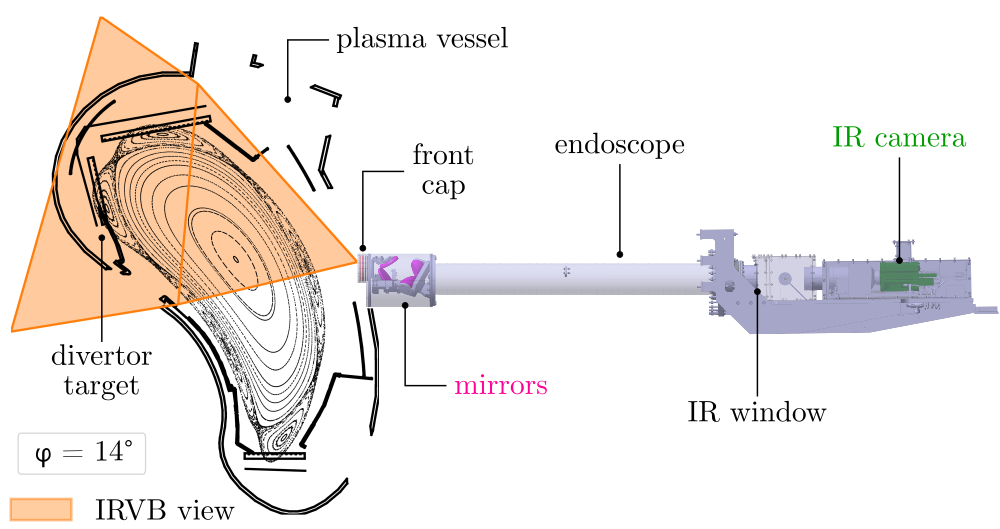 plasma vessel
front
cap
endoscope
IR camera
divertor
target
mirrors
IR window
φ = 14°
IRVB view